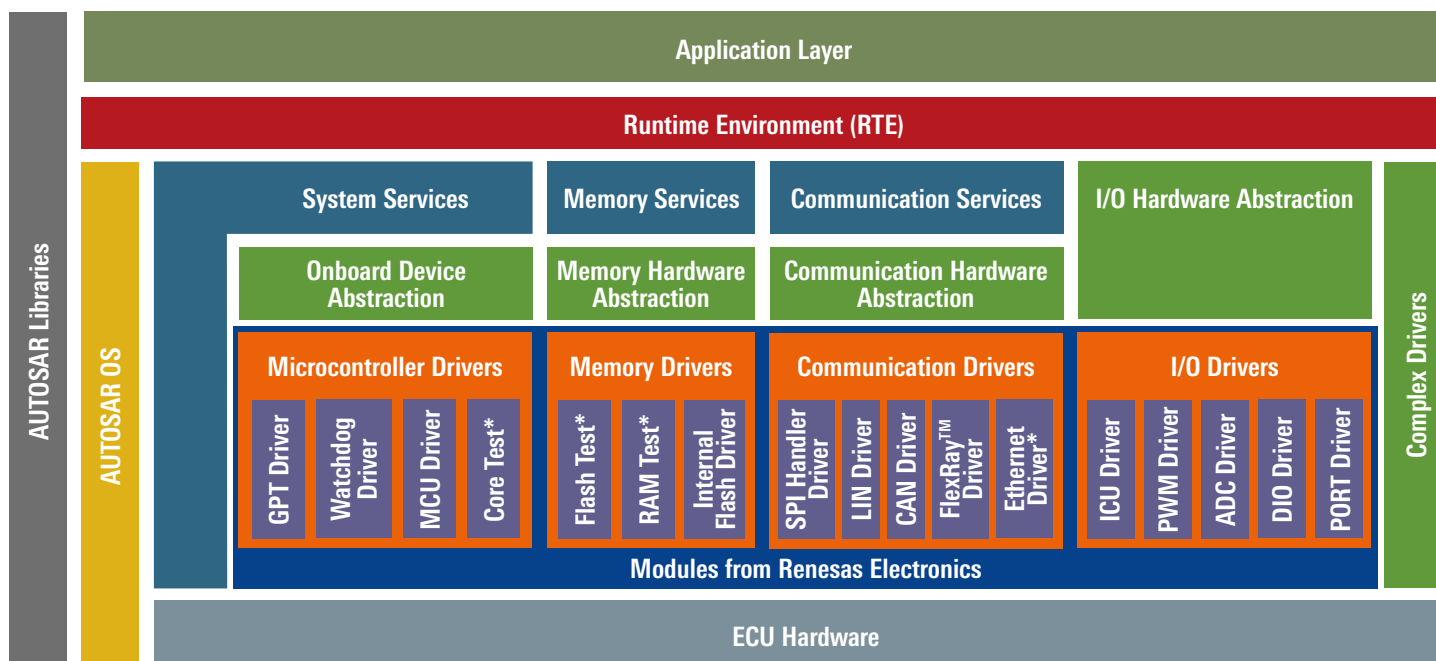 Application Layer
Runtime Environment (RTE)
AUTOSAR Libraries
AUTOSAR OS
System Services
Memory Services
Communication Services
I/O Hardware Abstraction
Complex Drivers
Onboard Device
Abstraction
Memory Hardware
Abstraction
Communication Hardware
Abstraction
Microcontroller Drivers
GPT Driver
Watchdog
Driver
MCU Driver
Core Test*
Memory Drivers
Flash Test*
RAM Test*
Internal
Flash Driver
Communication Drivers
SPI Handler
Driver
LIN Driver
CAN Driver
FlexRay™
Driver
Ethernet
Driver*
I/O Drivers
ICU Driver
PWM Driver
ADC Driver
DIO Driver
PORT Driver
Modules from Renesas Electronics
ECU Hardware